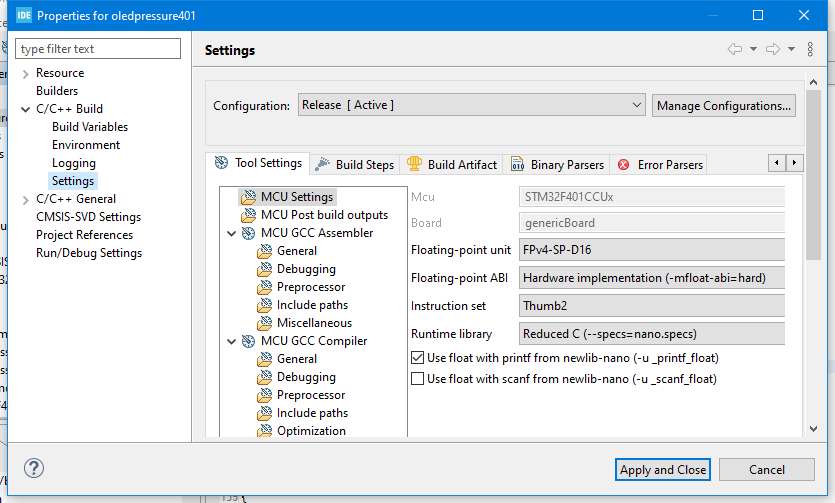 IDE Properties for oledpressure401
type filter text
Settings
Resource
Builders
C/C++ Build
Build Variables
Environment
Logging
Settings
C/C++ General
CMSIS-SVD Settings
Project References
Run/Debug Settings
Configuration: Release [ Active ] Manage Configurations...
Tool Settings Build Steps Build Artifact Binary Parsers Error Parsers
MCU Settings
MCU Post build outputs
MCU GCC Assembler
General
Debugging
Preprocessor
Include paths
Miscellaneous
MCU GCC Compiler
General
Debugging
Preprocessor
Include paths
Optimization
Mcu STM32F401CCUx
Board genericBoard
Floating-point unit FPv4-SP-D16
Floating-point ABI Hardware implementation (-mfloat-abi=hard)
Instruction set Thumb2
Runtime library Reduced C (--specs=nano.specs)
Use float with printf from newlib-nano (-u _printf_float)
Use float with scanf from newlib-nano (-u _scanf_float)
? Apply and Close Cancel